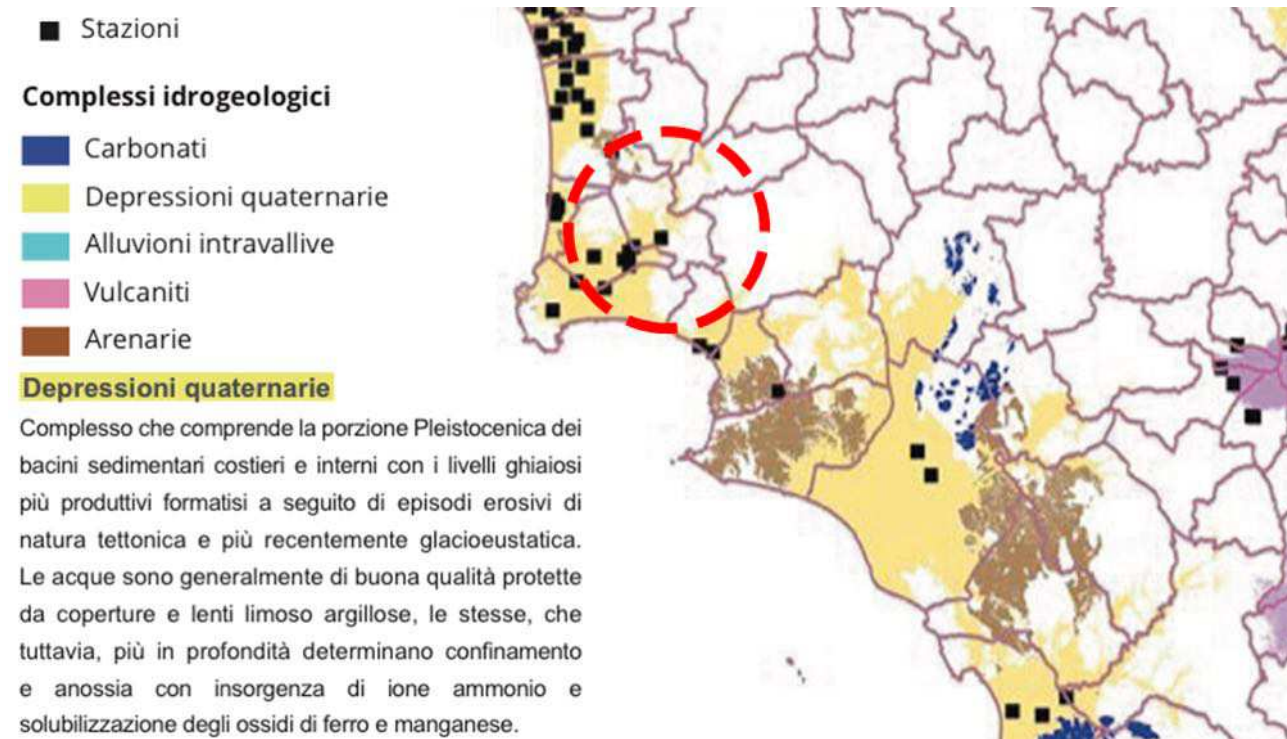 Stazioni
Complessi idrogeologici
Carbonati
Depressioni quaternarie
Alluvioni intravallive
Vulcaniti
Arenarie
Depressioni quaternarie
Complesso che comprende la porzione Pleistocenica dei
bacini sedimentari costieri e interni con i livelli ghiaiosi
più produttivi formatisi a seguito di episodi erosivi di
natura tettonica e più recentemente glacioeustatica.
Le acque sono generalmente di buona qualità protette
da coperture e lenti limoso argillose, le stesse, che
tuttavia, più in profondità determinano confinamento
e anossia con insorgenza di ione ammonio e
solubilizzazione degli ossidi di ferro e manganese.